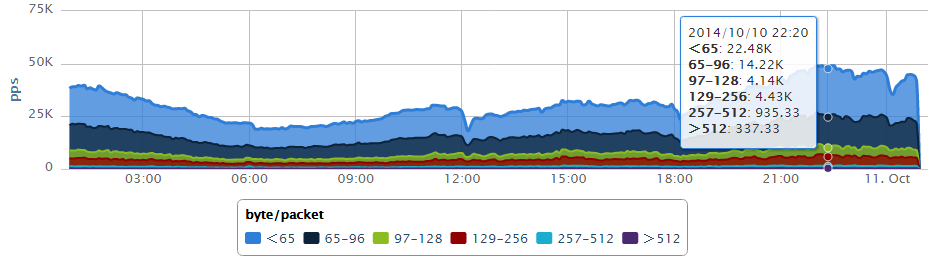 75K
50K
25K
0
pps
2014/10/10 22:20
<65: 22.48K
65-96: 14.22K
97-128: 4.14K
129-256: 4.43K
257-512: 935.33
>512: 337.33
03:00 06:00 09:00 12:00 15:00 18:00 21:00 11. Oct
byte/packet
<65 65-96 97-128 129-256 257-512 >512